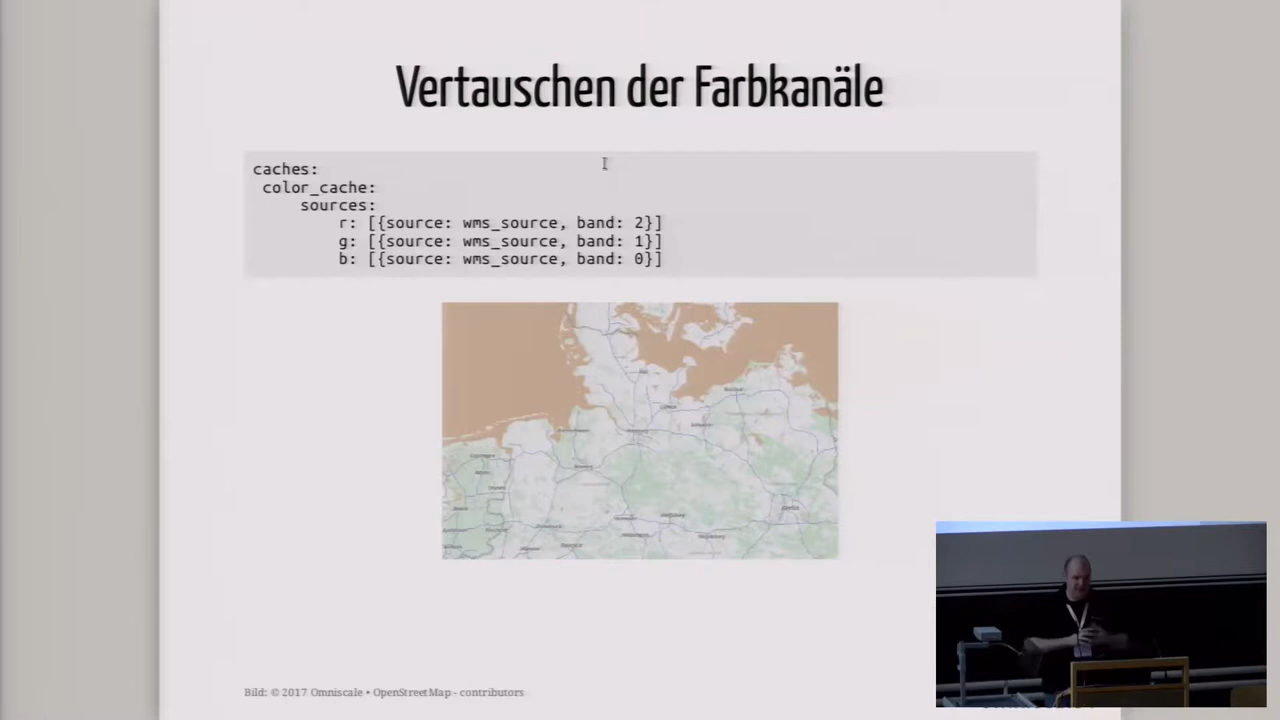 Vertauschen der Farbkanäle
caches:
color_cache:
sources:
r: [{source: wms_source, band: 2}]
g: [{source: wms_source, band: 1}]
b: [{source: wms_source, band: 0}]
Berlin
Bild: © 2017 Omniscale • OpenStreetMap - contributors